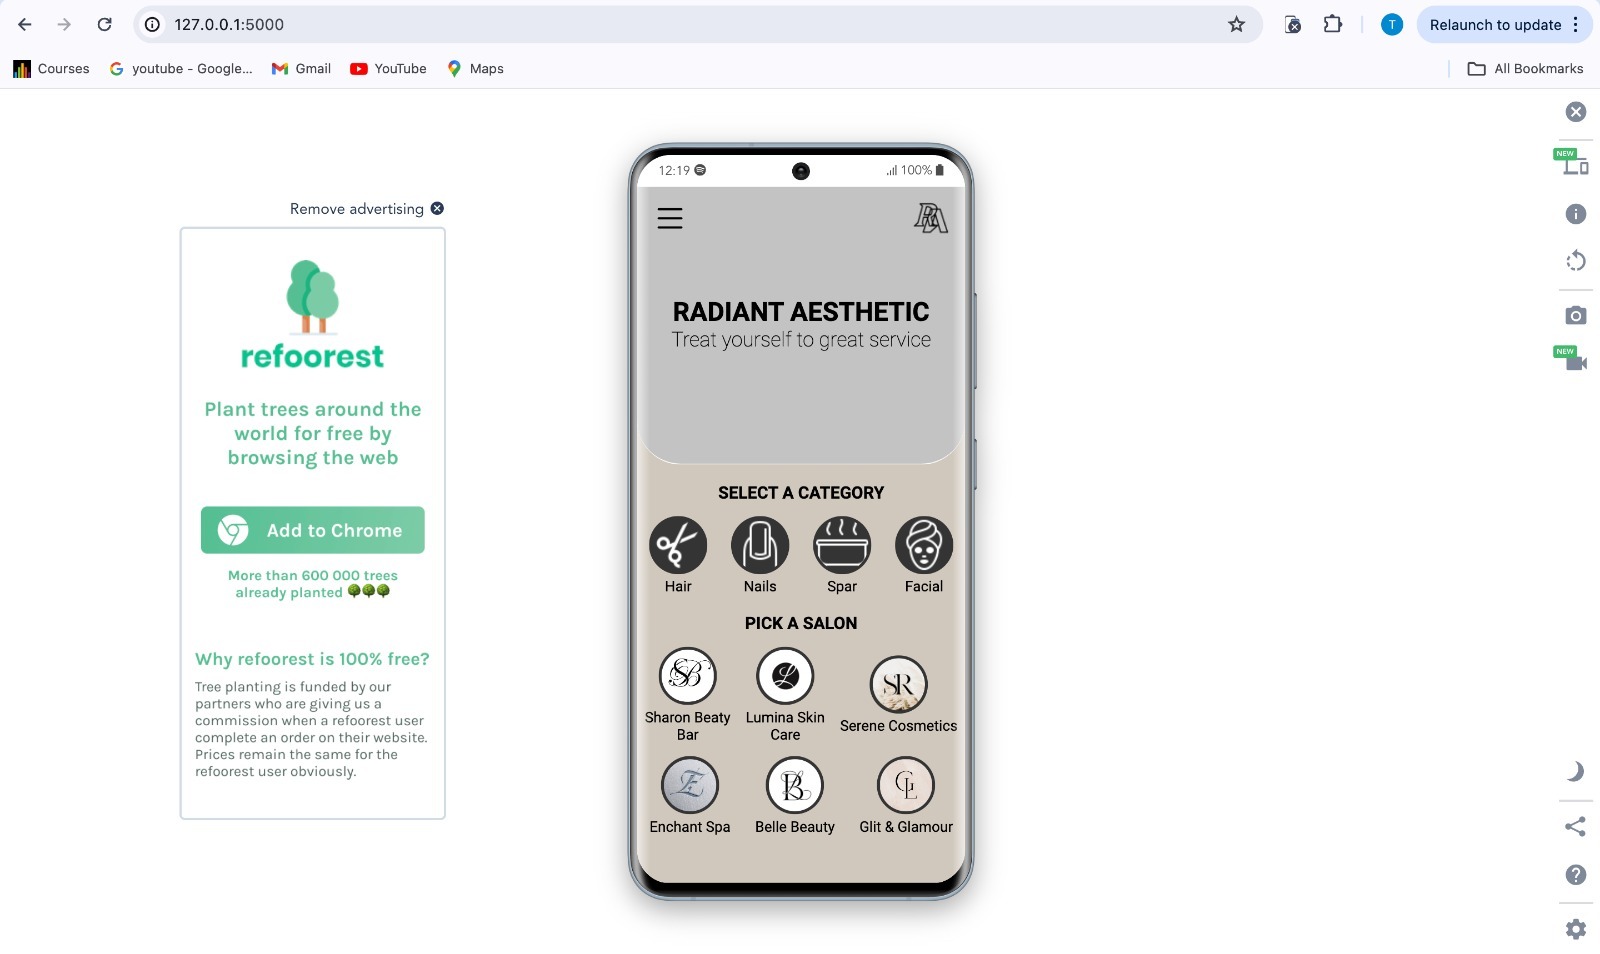 127.0.0.1:5000
T
Relaunch to update
Courses
youtube - Google...
Gmail
YouTube
Maps
All Bookmarks
Remove advertising
refoorest
Plant trees around the
world for free by
browsing the web
Add to Chrome
More than 600 000 trees
already planted 🌳🌳🌳
Why refoorest is 100% free?
Tree planting is funded by our
partners who are giving us a
commission when a refoorest user
complete an order on their website.
Prices remain the same for the
refoorest user obviously.
12:19
100%
RA
RADIANT AESTHETIC
Treat yourself to great service
SELECT A CATEGORY
Hair
Nails
Spar
Facial
PICK A SALON
SB
L
SR
Sharon Beaty
Bar
Lumina Skin
Care
Serene Cosmetics
E
BL
GL
Enchant Spa
Belle Beauty
Glit & Glamour
NEW
NEW